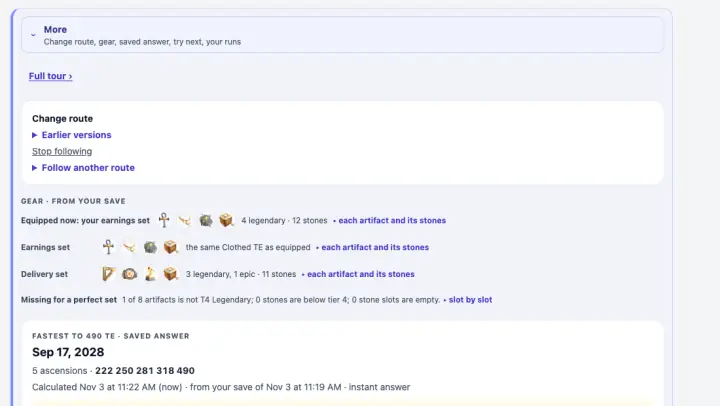 More
Change route, gear, saved answer, try next, your runs
Full tour ›
Change route
Earlier versions
Stop following
Follow another route
GEAR · FROM YOUR SAVE
Equipped now: your earnings set 4 legendary · 12 stones • each artifact and its stones
Earnings set the same Clothed TE as equipped • each artifact and its stones
Delivery set 3 legendary, 1 epic · 11 stones • each artifact and its stones
Missing for a perfect set 1 of 8 artifacts is not T4 Legendary; 0 stones are below tier 4; 0 stone slots are empty. • slot by slot
FASTEST TO 490 TE · SAVED ANSWER
Sep 17, 2028
5 ascensions · 222 250 281 318 490
Calculated Nov 3 at 11:22 AM (now) · from your save of Nov 3 at 11:19 AM · instant answer